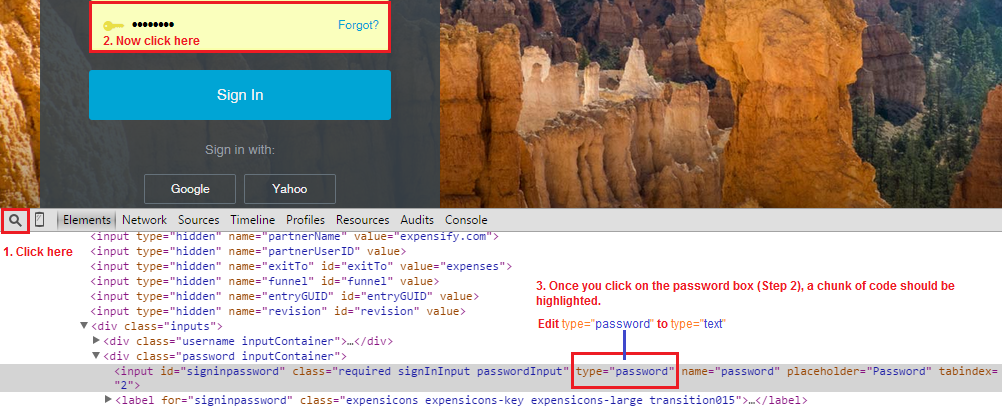 •••••••• Forgot?
2. Now click here
Sign In
Sign in with:
Google Yahoo
Elements Network Sources Timeline Profiles Resources Audits Console
1. Click here
<input type="hidden" name="partnerName" value="expensify.com">
<input type="hidden" name="partnerUserID" value>
<input type="hidden" name="exitTo" id="exitTo" value="expenses">
<input type="hidden" name="funnel" id="funnel" value>
<input type="hidden" name="entryGUID" id="entryGUID" value>
<input type="hidden" name="revision" id="revision" value>
▼<div class="inputs">
▶<div class="username inputContainer">…</div>
▼<div class="password inputContainer">
3. Once you click on the password box (Step 2), a chunk of code should be
highlighted.
Edit type="password" to type="text"
<input id="signinpassword" class="required signInInput passwordInput" type="password" name="password" placeholder="Password" tabindex=
"2">
▶<label for="signinpassword" class="expensicons expensicons-key expensicons-large transition015">…</label>